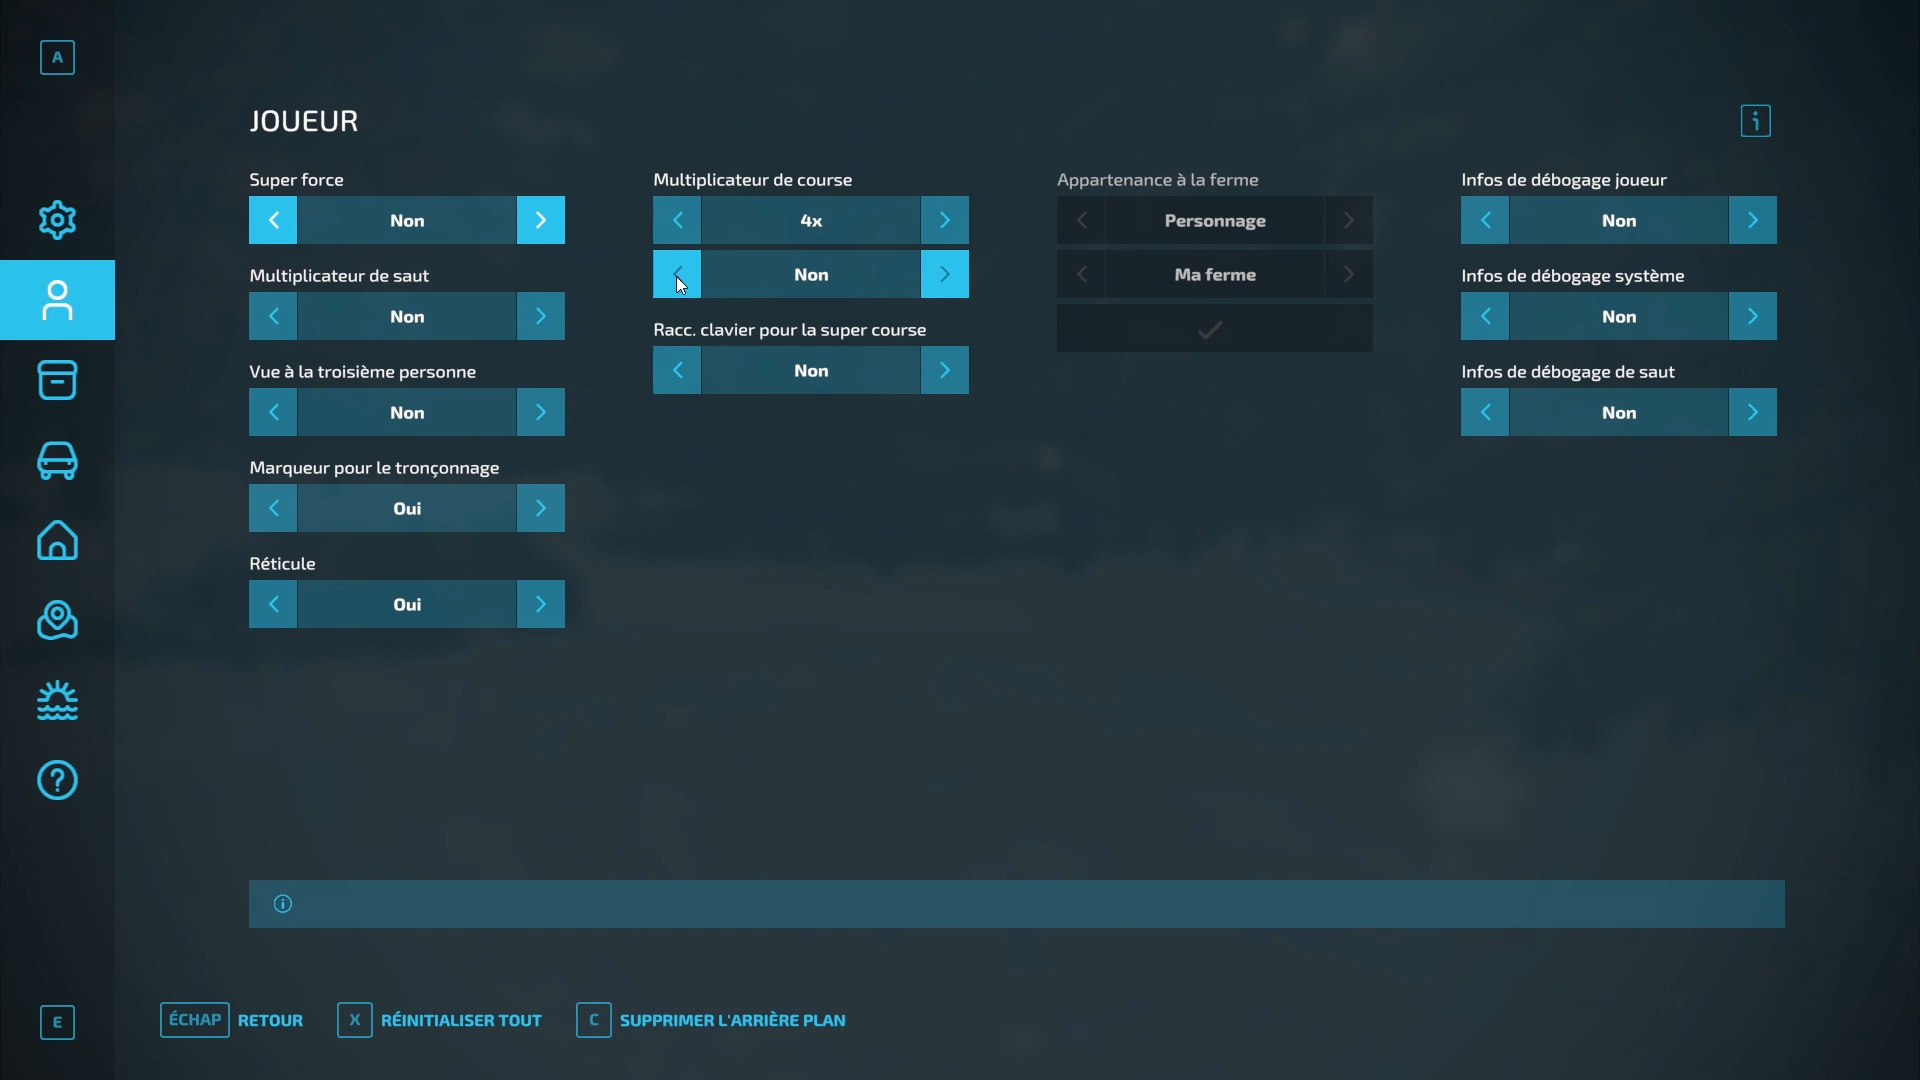 A
JOUEUR
Super force
Non
Multiplicateur de saut
Non
Vue à la troisième personne
Non
Marqueur pour le tronçonnage
Oui
Réticule
Oui
Multiplicateur de course
4x
Non
Racc. clavier pour la super course
Non
Appartenance à la ferme
Personnage
Ma ferme
Infos de débogage joueur
Non
Infos de débogage système
Non
Infos de débogage de saut
Non
E
ÉCHAP RETOUR X RÉINITIALISER TOUT C SUPPRIMER L'ARRIÈRE PLAN